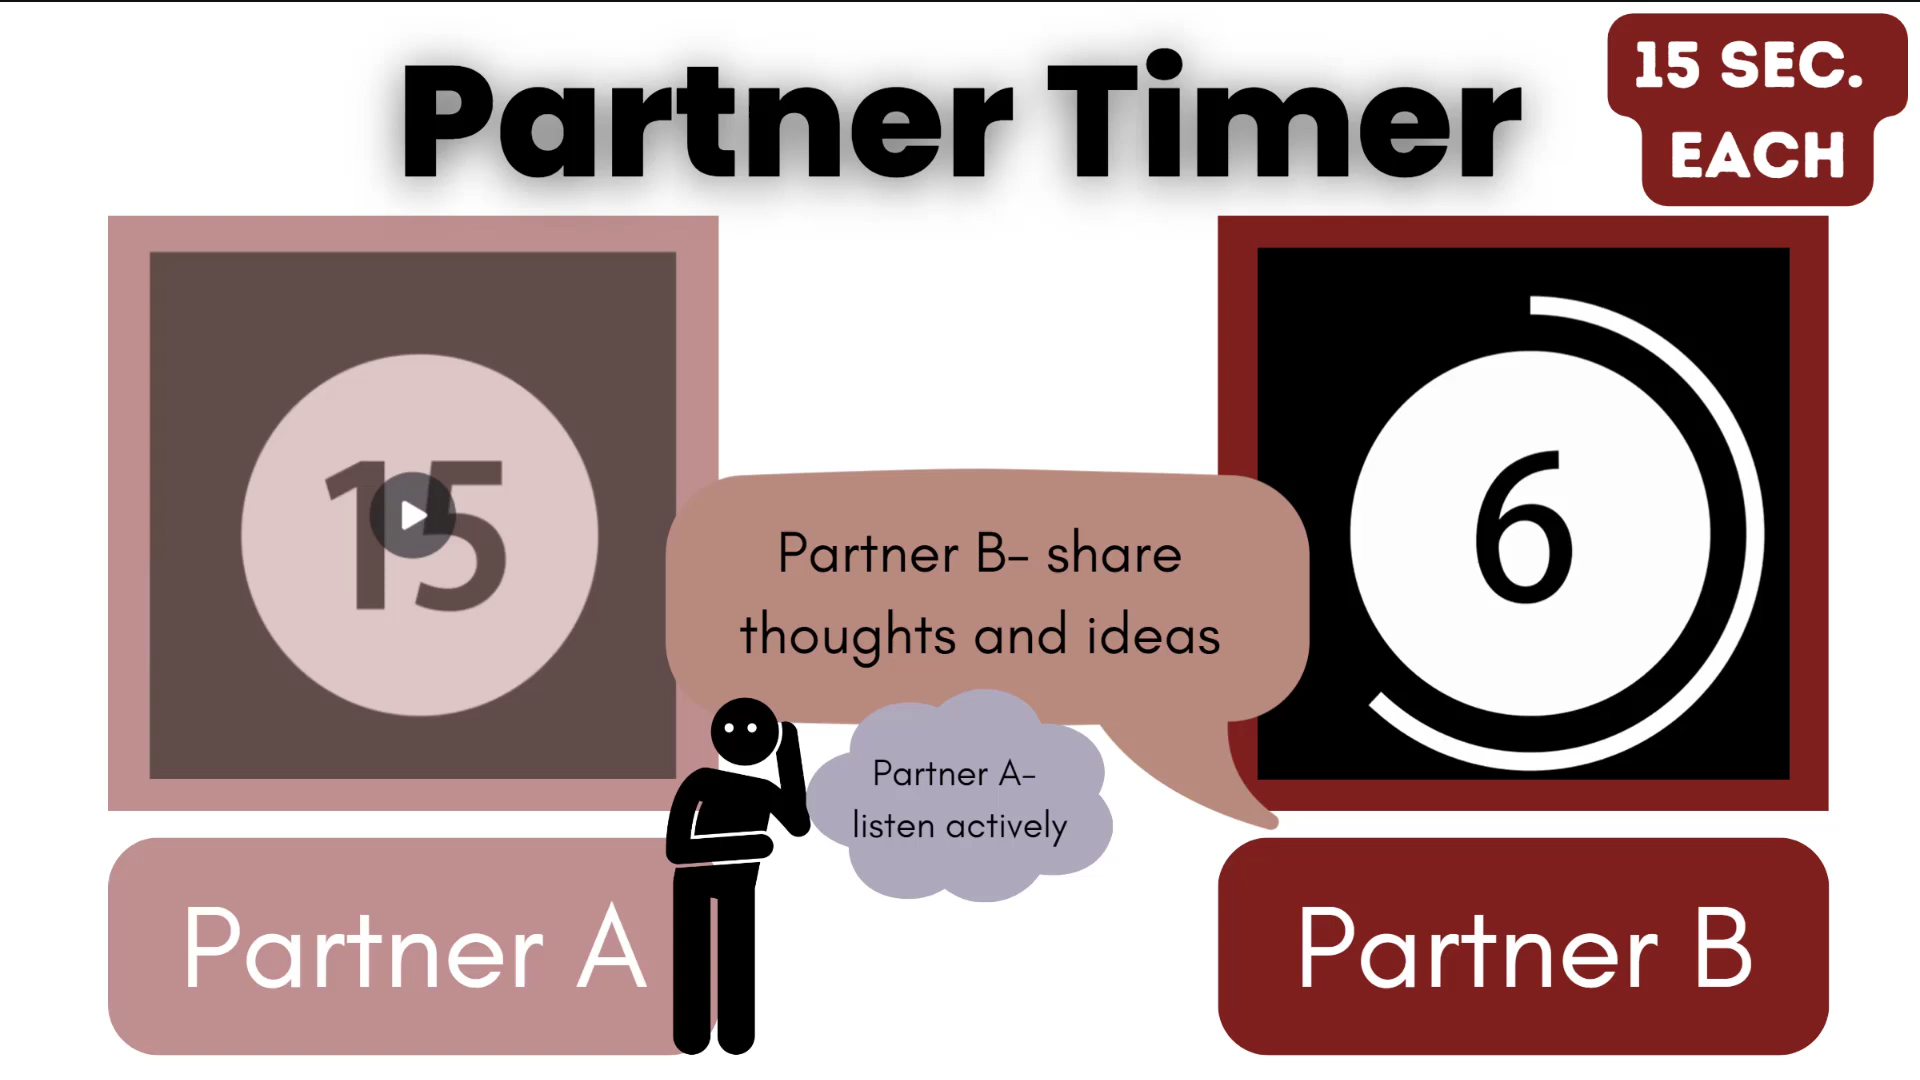 Partner Timer
15 SEC.
EACH
15
6
Partner B- share
thoughts and ideas
Partner A-
listen actively
Partner A
Partner B